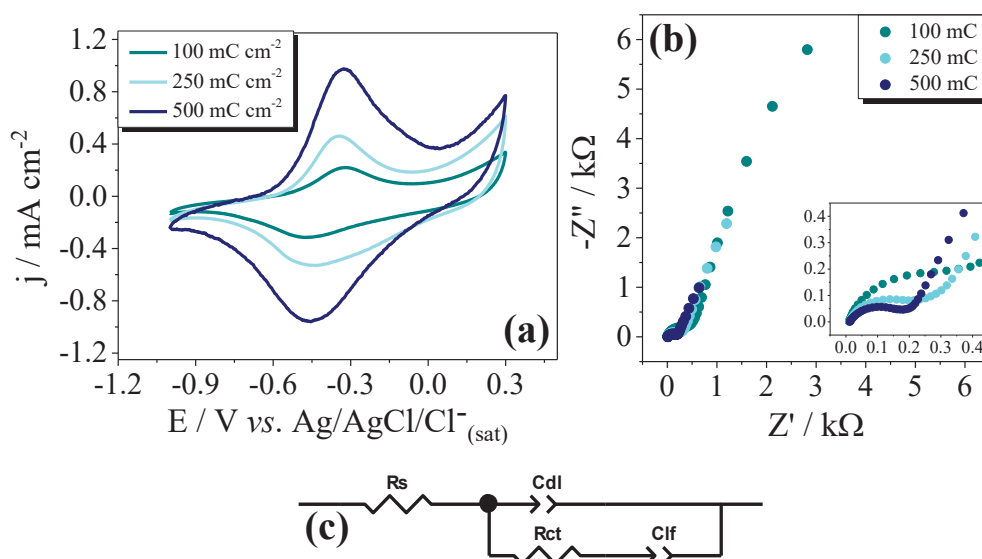 (a)
100 mC cm⁻²
250 mC cm⁻²
500 mC cm⁻²
1.2
0.8
0.4
0.0
-0.4
-0.8
-1.2
j / mA cm⁻²
-1.2 -0.9 -0.6 -0.3 0.0 0.3
E / V vs. Ag/AgCl/Cl⁻(sat)
(b)
100 mC
250 mC
500 mC
6
5
4
3
2
1
0
-Z'' / kΩ
0 1 2 3 4 5 6
Z' / kΩ
0.4
0.3
0.2
0.1
0.0
0.0 0.1 0.2 0.3 0.4
(c)
Rs
Cdl
Rct
Clf